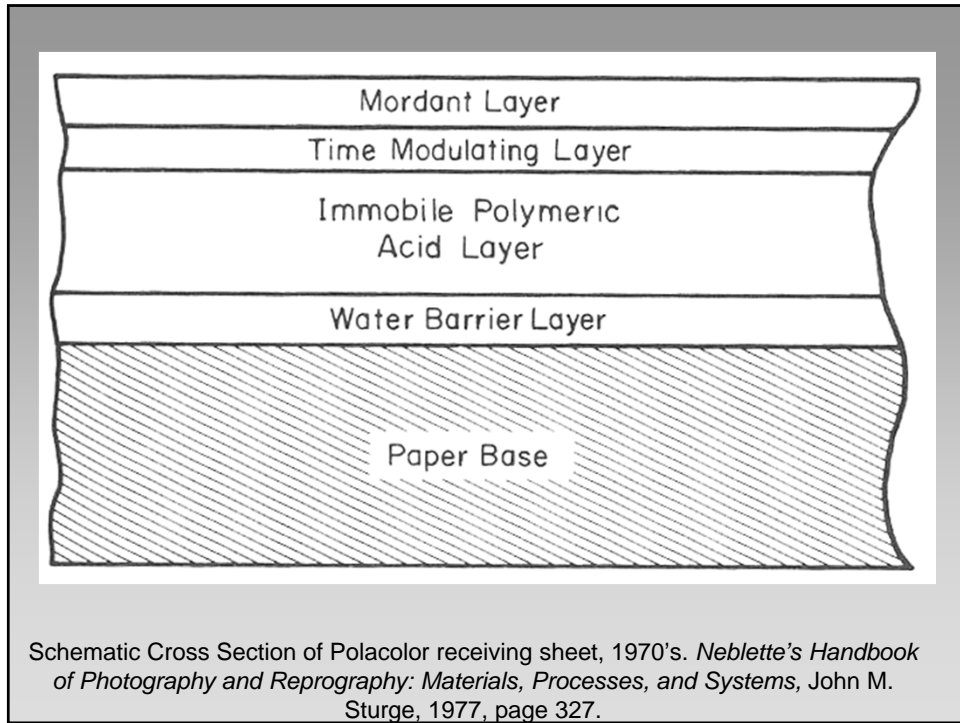 Mordant Layer
Time Modulating Layer
Immobile Polymeric
Acid Layer
Water Barrier Layer
Paper Base
Schematic Cross Section of Polacolor receiving sheet, 1970's. Neblette's Handbook
of Photography and Reprography: Materials, Processes, and Systems, John M.
Sturge, 1977, page 327.